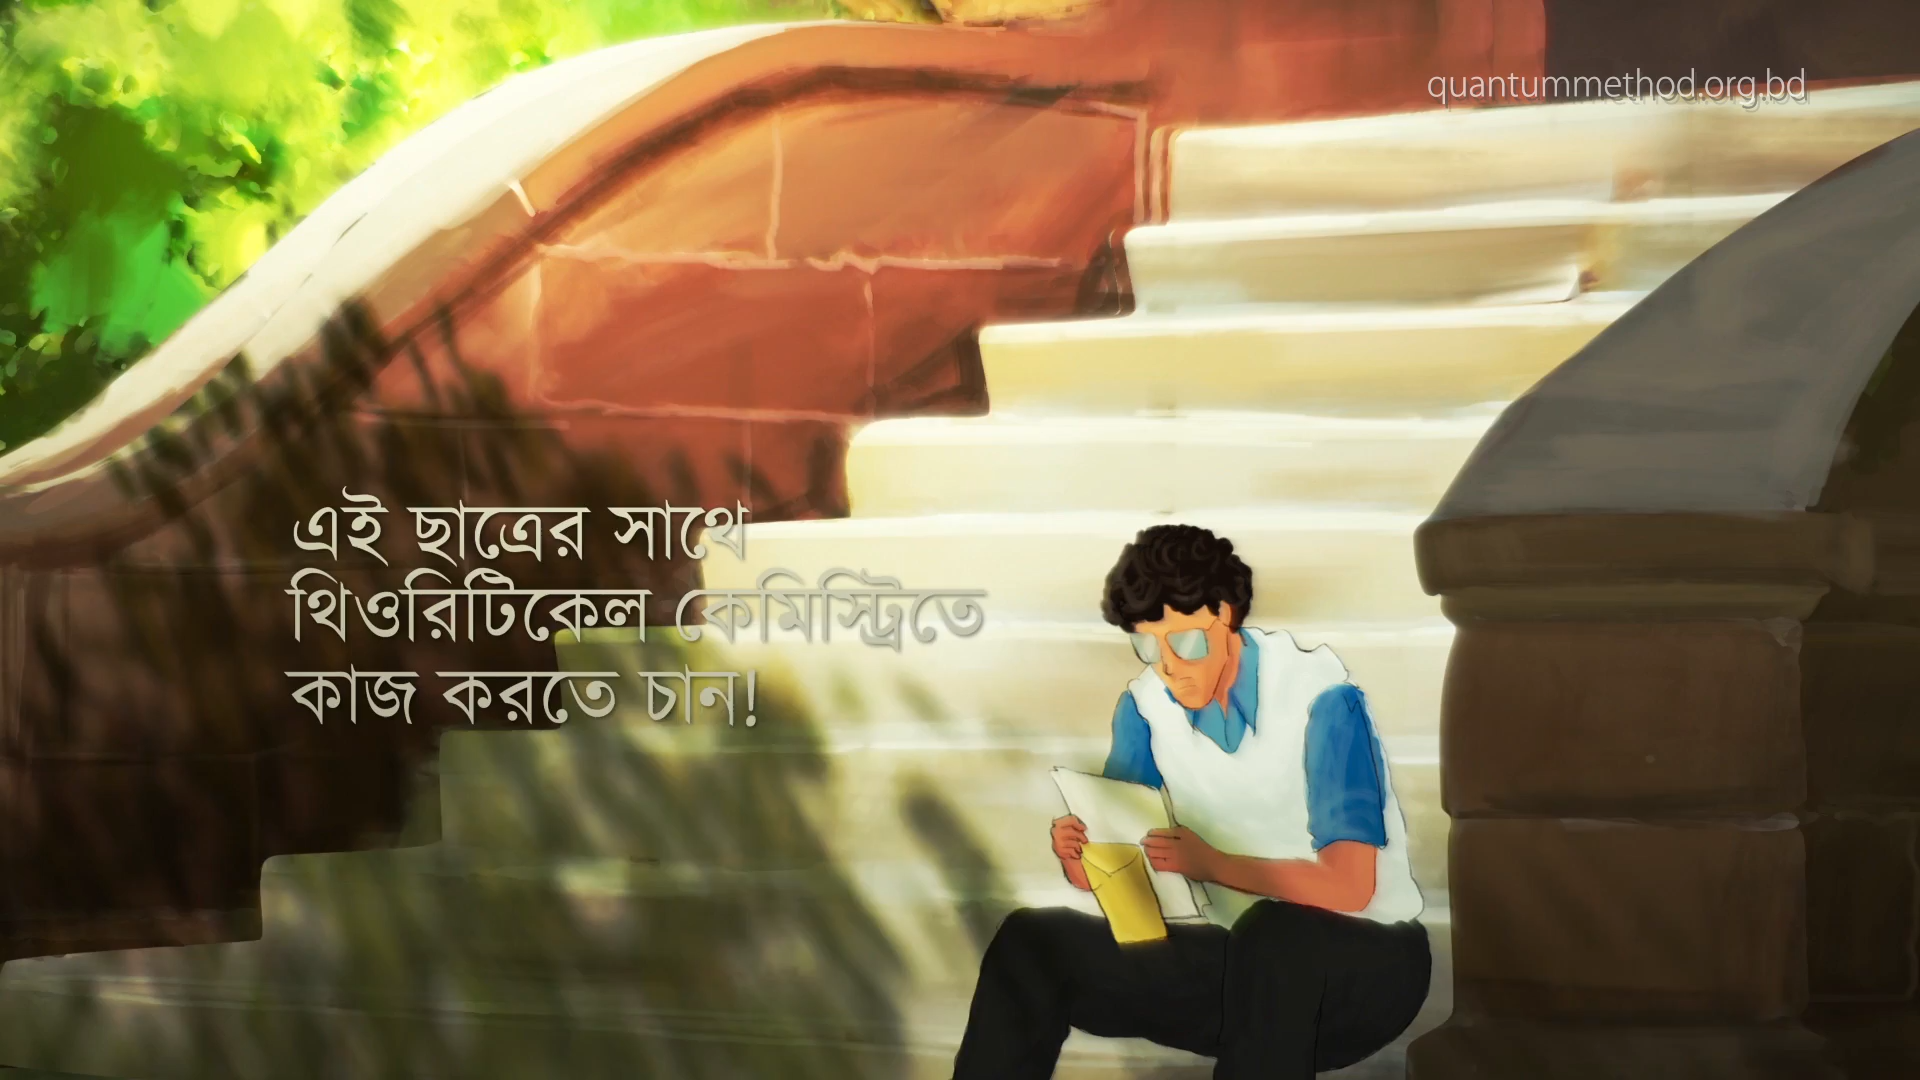 quantummethod.org.bd
এই ছাত্রের সাথে
থিওরিটিকেল কেমিস্ট্রিতে
কাজ করতে চান!